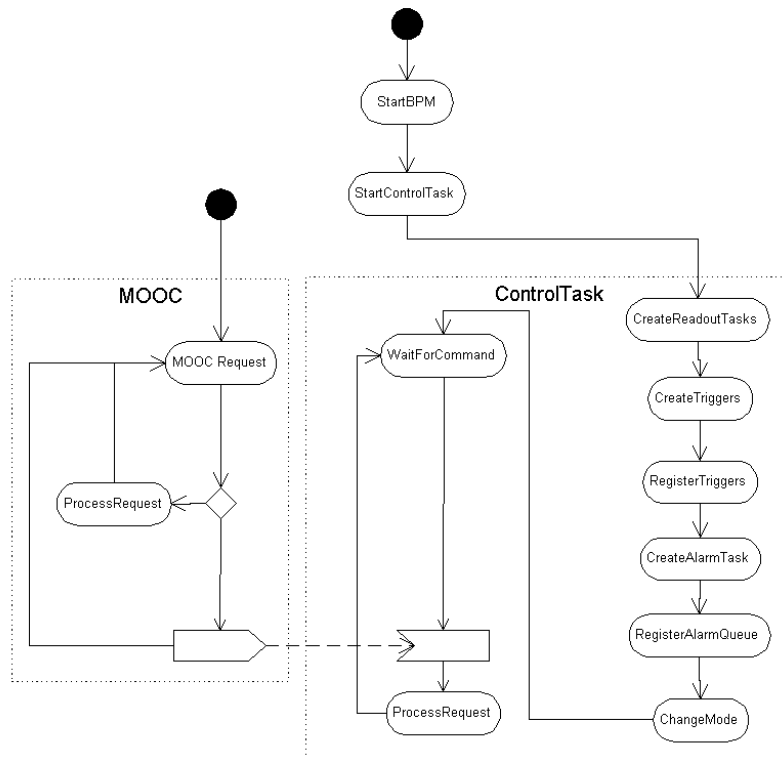 StartBPM
StartControlTask
MOOC
ControlTask
CreateReadoutTasks
MOOC Request
WaitForCommand
CreateTriggers
ProcessRequest
RegisterTriggers
CreateAlarmTask
RegisterAlarmQueue
ProcessRequest
ChangeMode